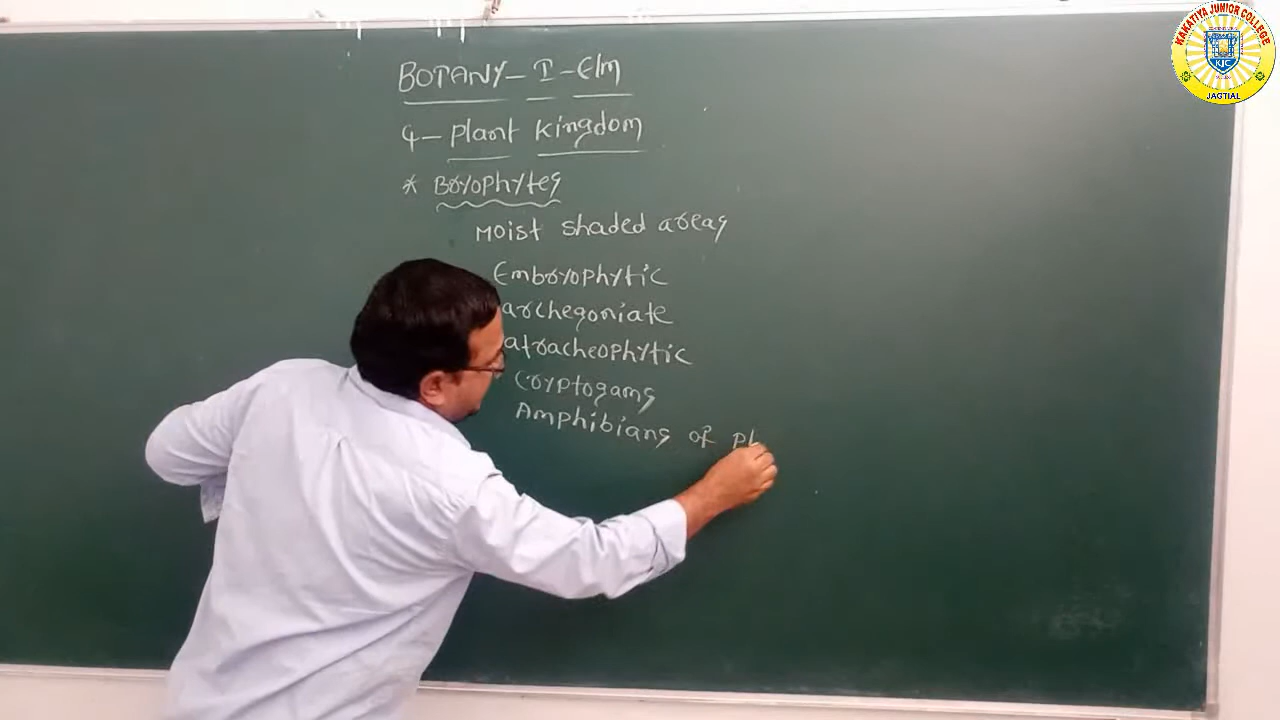 BOTANY - I - E/M
4 - Plant Kingdom
* Bryophytes
Moist shaded areas
Embryophytic
archegoniate
atracheophytic
Cryptogams
Amphibians of pl
KAKATIYA JUNIOR COLLEGE
KJC
JAGTIAL